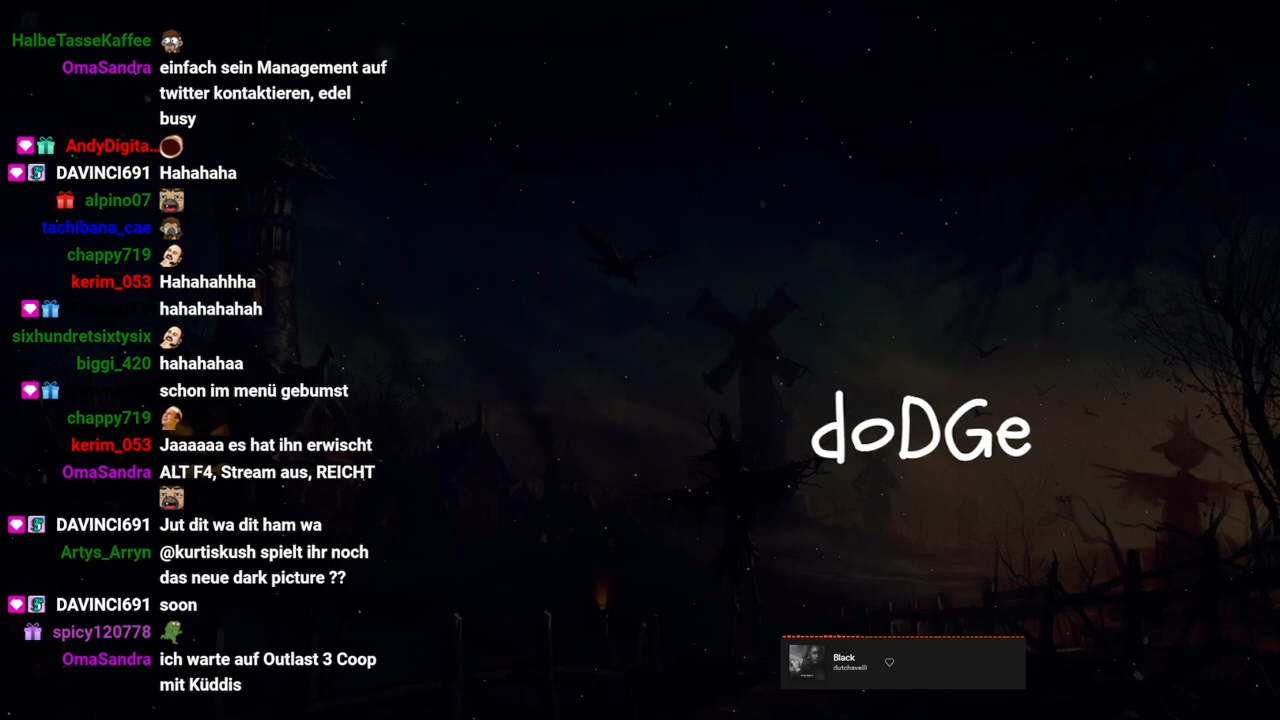 HalbeTasseKaffee
OmaSandra einfach sein Management auf
twitter kontaktieren, edel
busy
AndyDigita...
DAVINCI691 Hahahaha
alpino07
tachibana_cae
chappy719
kerim_053 Hahahahhha
hahahahahah
sixhundretsixtysix
biggi_420 hahahahaa
schon im menü gebumst
chappy719
kerim_053 Jaaaaaa es hat ihn erwischt
OmaSandra ALT F4, Stream aus, REICHT
DAVINCI691 Jut dit wa dit ham wa
Artys_Arryn @kurtiskush spielt ihr noch
das neue dark picture ??
DAVINCI691 soon
spicy120778
OmaSandra ich warte auf Outlast 3 Coop
mit Küddis
doDGe
Black
dutchavelli